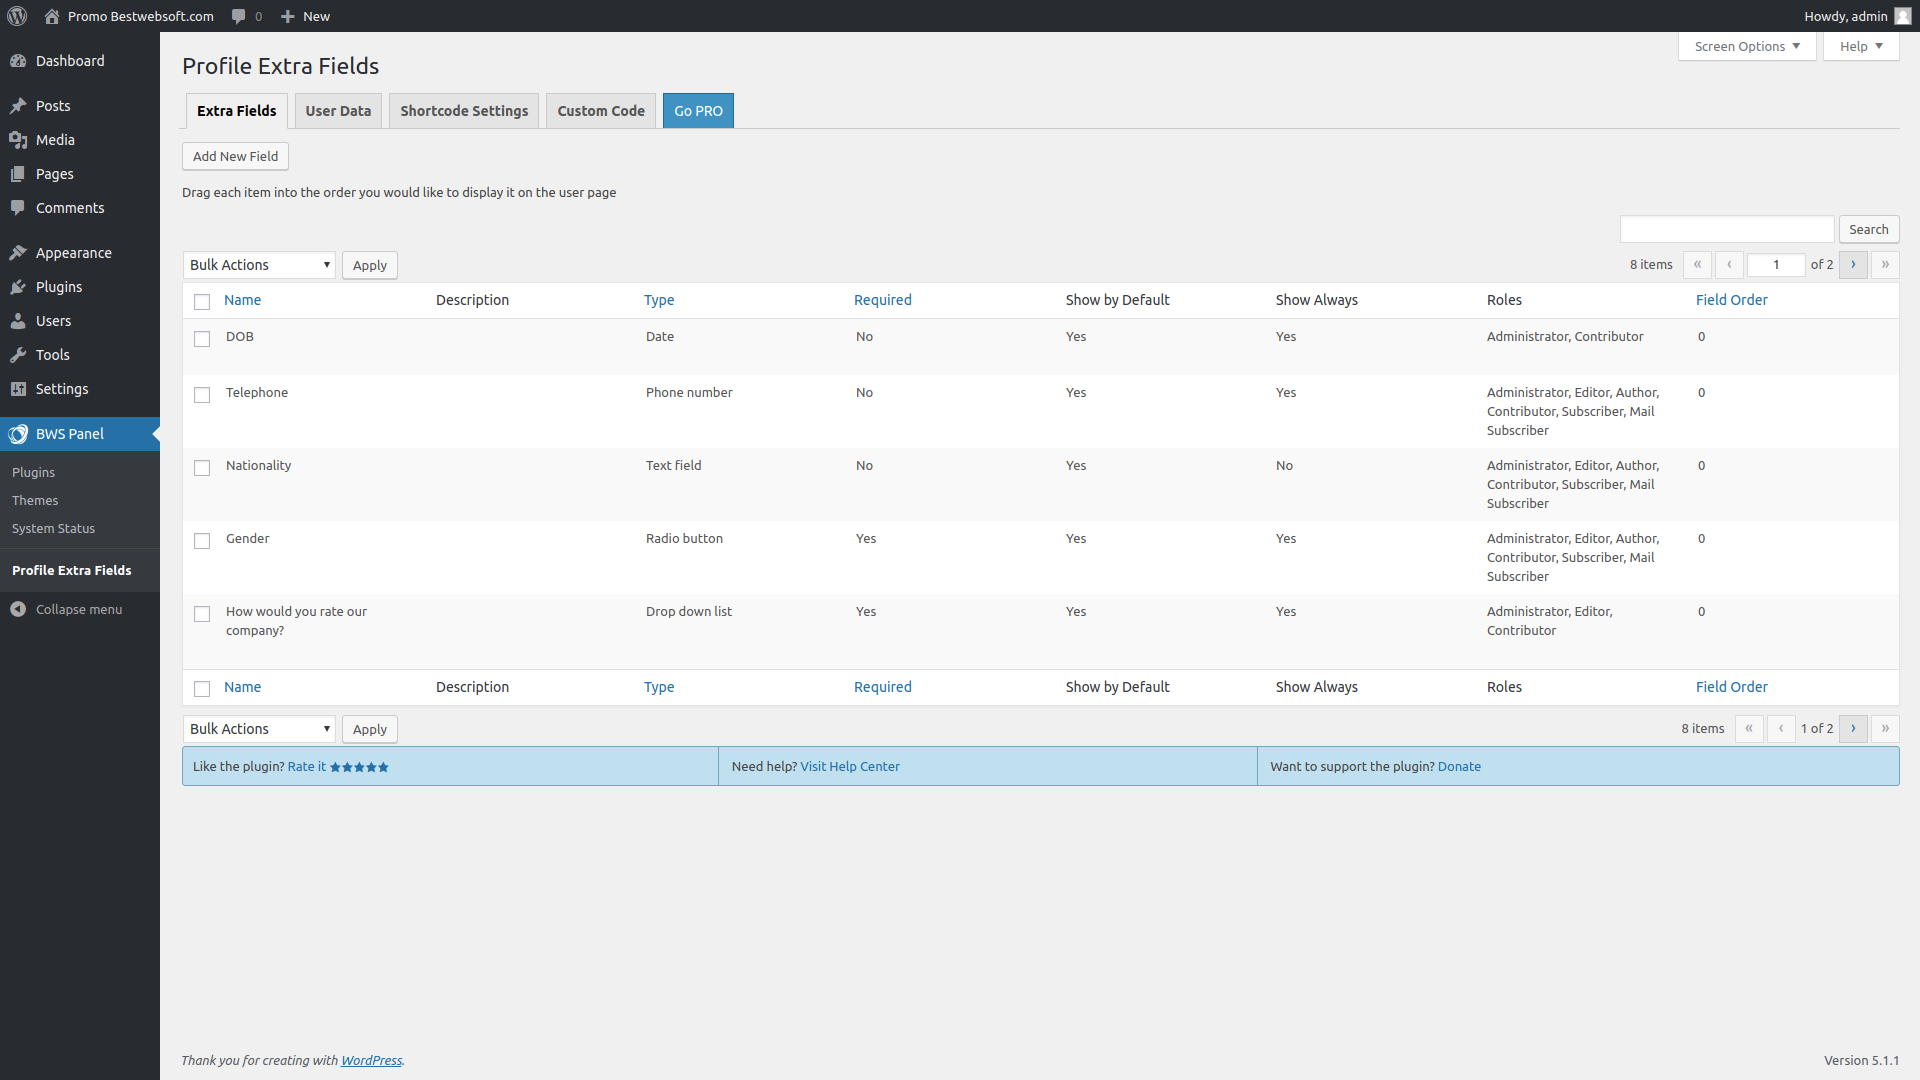 Promo Bestwebsoft.com 0 New Howdy, admin
Screen Options ▼ Help ▼
Dashboard
Posts
Media
Pages
Comments
Appearance
Plugins
Users
Tools
Settings
BWS Panel
Plugins
Themes
System Status
Profile Extra Fields
Collapse menu
Profile Extra Fields
Extra Fields User Data Shortcode Settings Custom Code Go PRO
Add New Field
Drag each item into the order you would like to display it on the user page
Search
Bulk Actions Apply 8 items « ‹ 1 of 2 › »
Name Description Type Required Show by Default Show Always Roles Field Order
DOB Date No Yes Yes Administrator, Contributor 0
Telephone Phone number No Yes Yes Administrator, Editor, Author, 0
Contributor, Subscriber, Mail
Subscriber
Nationality Text field No Yes No Administrator, Editor, Author, 0
Contributor, Subscriber, Mail
Subscriber
Gender Radio button Yes Yes Yes Administrator, Editor, Author, 0
Contributor, Subscriber, Mail
Subscriber
How would you rate our Drop down list Yes Yes Yes Administrator, Editor, 0
company? Contributor
Name Description Type Required Show by Default Show Always Roles Field Order
Bulk Actions Apply 8 items « ‹ 1 of 2 › »
Like the plugin? Rate it ★★★★★ Need help? Visit Help Center Want to support the plugin? Donate
Thank you for creating with WordPress. Version 5.1.1